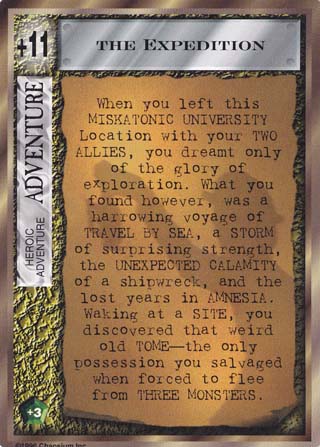 +11
THE EXPEDITION
HEROIC
ADVENTURE
ADVENTURE
When you left this
MISKATONIC UNIVERSITY
Location with your TWO
ALLIES, you dreamt only
of the glory of
exploration. What you
found however, was a
harrowing voyage of
TRAVEL BY SEA, a STORM
of surprising strength,
the UNEXPECTED CALAMITY
of a shipwreck, and the
lost years in AMNESIA.
Waking at a SITE, you
discovered that weird
old TOME—the only
possession you salvaged
when forced to flee
from THREE MONSTERS.
+3
©1996 Chaosium Inc.